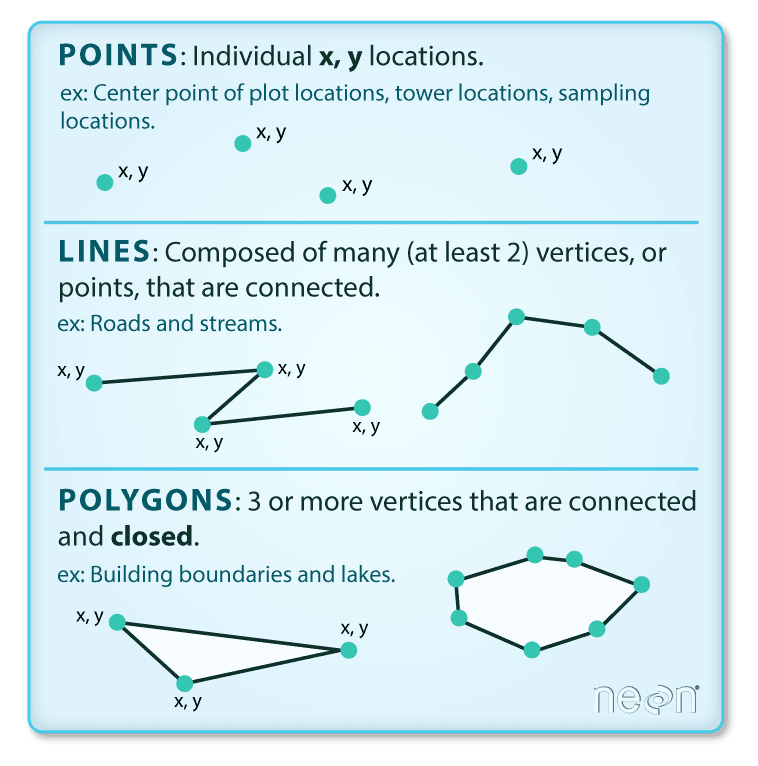 POINTS: Individual x, y locations.
ex: Center point of plot locations, tower locations, sampling
locations.
x, y
x, y
x, y
x, y
LINES: Composed of many (at least 2) vertices, or
points, that are connected.
ex: Roads and streams.
x, y
x, y
x, y
x, y
POLYGONS: 3 or more vertices that are connected
and closed.
ex: Building boundaries and lakes.
x, y
x, y
x, y
neon